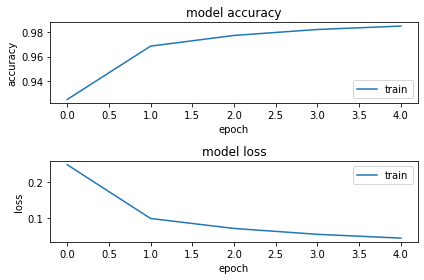 model accuracy
0.98
0.96
0.94
accuracy
train
0.0 0.5 1.0 1.5 2.0 2.5 3.0 3.5 4.0
epoch
model loss
0.2
0.1
loss
train
0.0 0.5 1.0 1.5 2.0 2.5 3.0 3.5 4.0
epoch